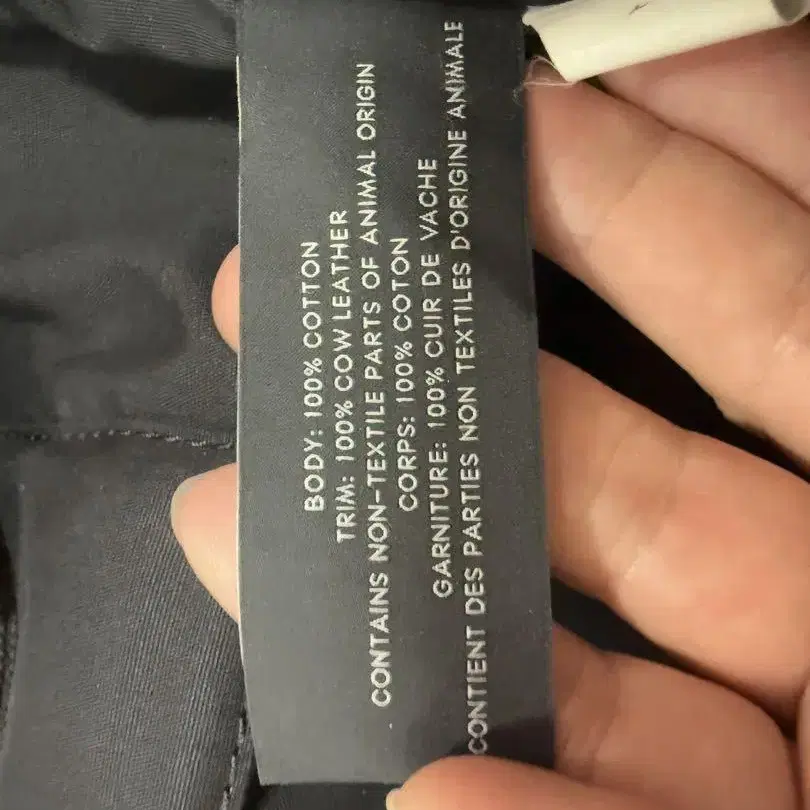 BODY: 100% COTTON
TRIM: 100% COW LEATHER
CONTAINS NON-TEXTILE PARTS OF ANIMAL ORIGIN
CORPS: 100% COTON
GARNITURE: 100% CUIR DE VACHE
CONTIENT DES PARTIES NON TEXTILES D'ORIGINE ANIMALE